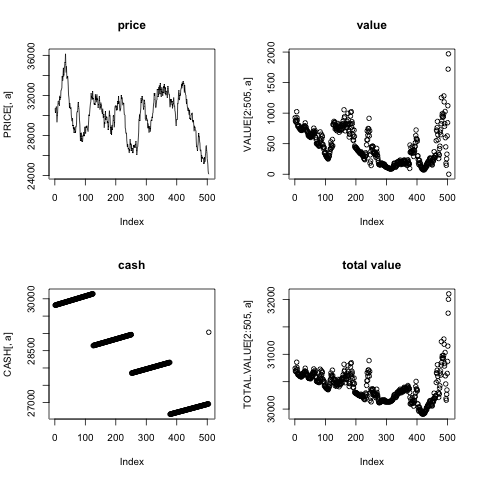 price
PRICE[, a]
36000
32000
28000
24000
0 100 200 300 400 500
Index
value
VALUE[2:505, a]
2000
1500
1000
500
0
0 100 200 300 400 500
Index
cash
CASH[, a]
30000
28500
27000
0 100 200 300 400 500
Index
total value
TOTAL.VALUE[2:505, a]
32000
31000
30000
0 100 200 300 400 500
Index